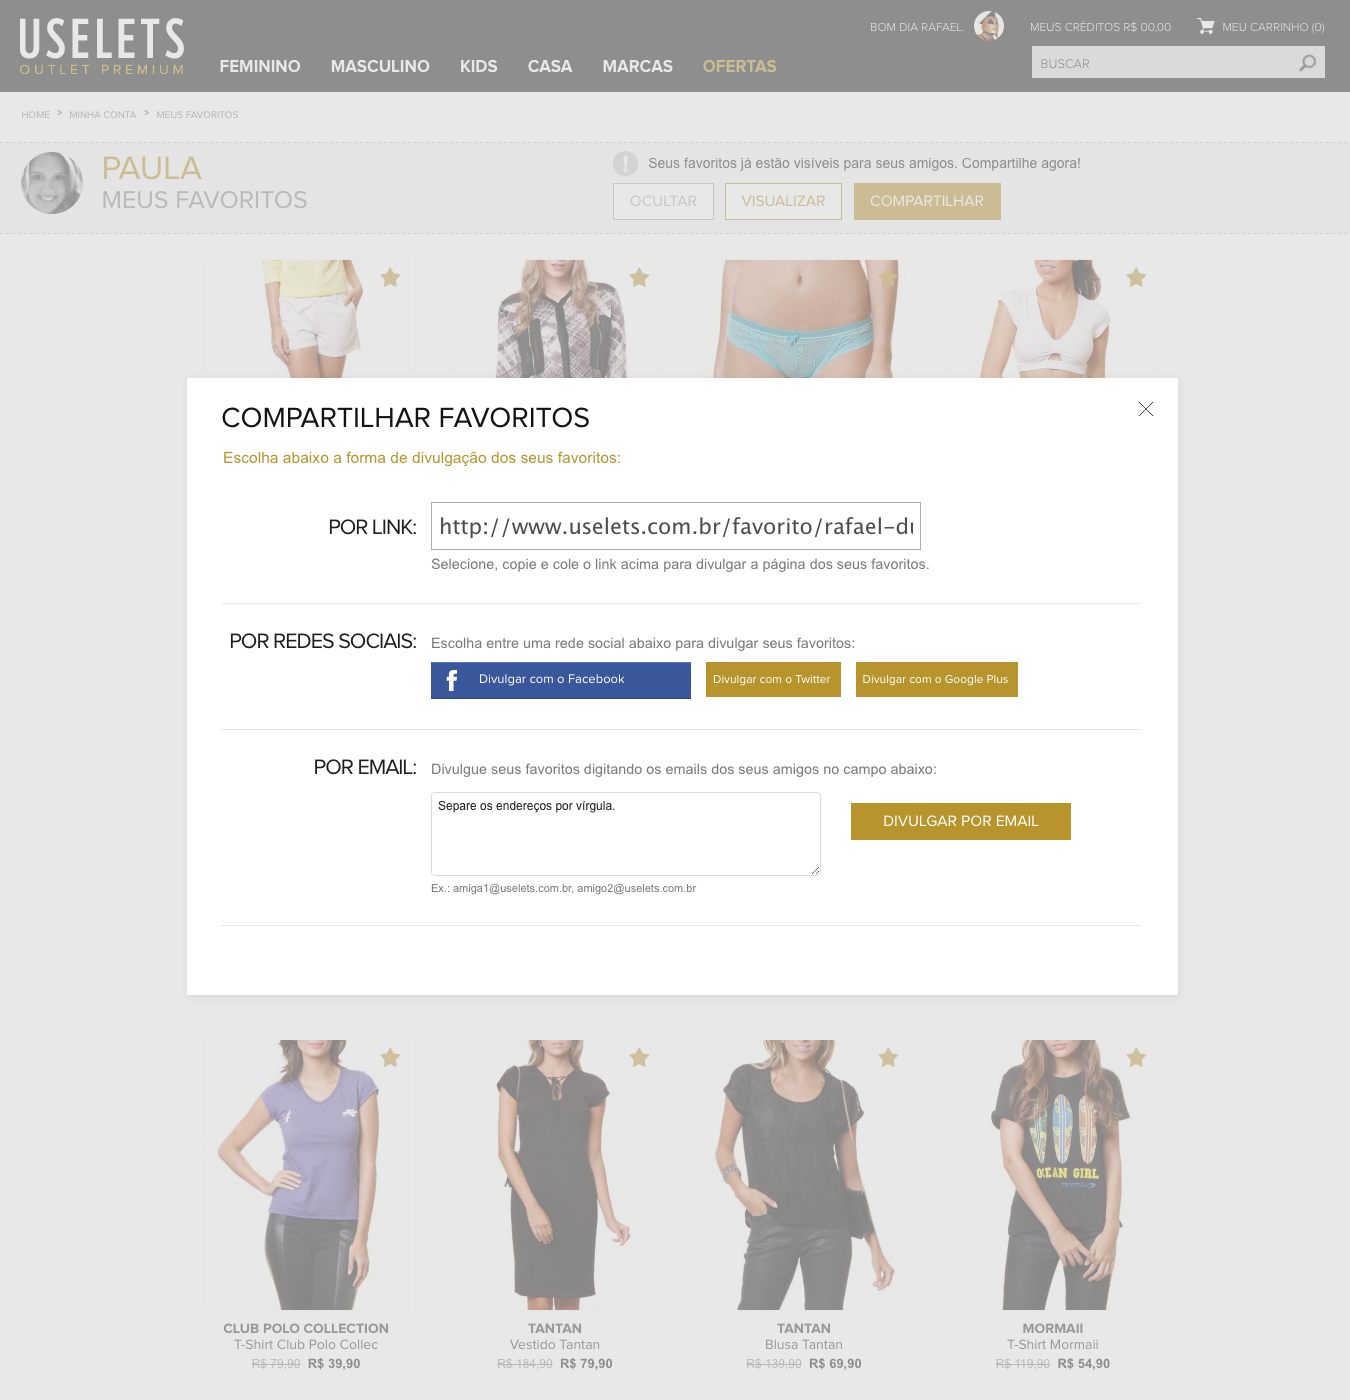 USELETS
OUTLET PREMIUM
BOM DIA RAFAEL.
MEUS CRÉDITOS R$ 00,00
MEU CARRINHO (0)
FEMININO MASCULINO KIDS CASA MARCAS OFERTAS
BUSCAR
HOME > MINHA CONTA > MEUS FAVORITOS
PAULA
MEUS FAVORITOS
Seus favoritos já estão visíveis para seus amigos. Compartilhe agora!
OCULTAR VISUALIZAR COMPARTILHAR
COMPARTILHAR FAVORITOS
Escolha abaixo a forma de divulgação dos seus favoritos:
POR LINK:
http://www.uselets.com.br/favorito/rafael-du
Selecione, copie e cole o link acima para divulgar a página dos seus favoritos.
POR REDES SOCIAIS:
Escolha entre uma rede social abaixo para divulgar seus favoritos:
f Divulgar com o Facebook
Divulgar com o Twitter
Divulgar com o Google Plus
POR EMAIL:
Divulgue seus favoritos digitando os emails dos seus amigos no campo abaixo:
Separe os endereços por vírgula.
DIVULGAR POR EMAIL
Ex.: amiga1@uselets.com.br, amigo2@uselets.com.br
OCEAN GIRL
mormaii
CLUB POLO COLLECTION
T-Shirt Club Polo Collec
R$ 79,90 R$ 39,90
TANTAN
Vestido Tantan
R$ 184,90 R$ 79,90
TANTAN
Blusa Tantan
R$ 139,90 R$ 69,90
MORMAII
T-Shirt Mormaii
R$ 119,90 R$ 54,90